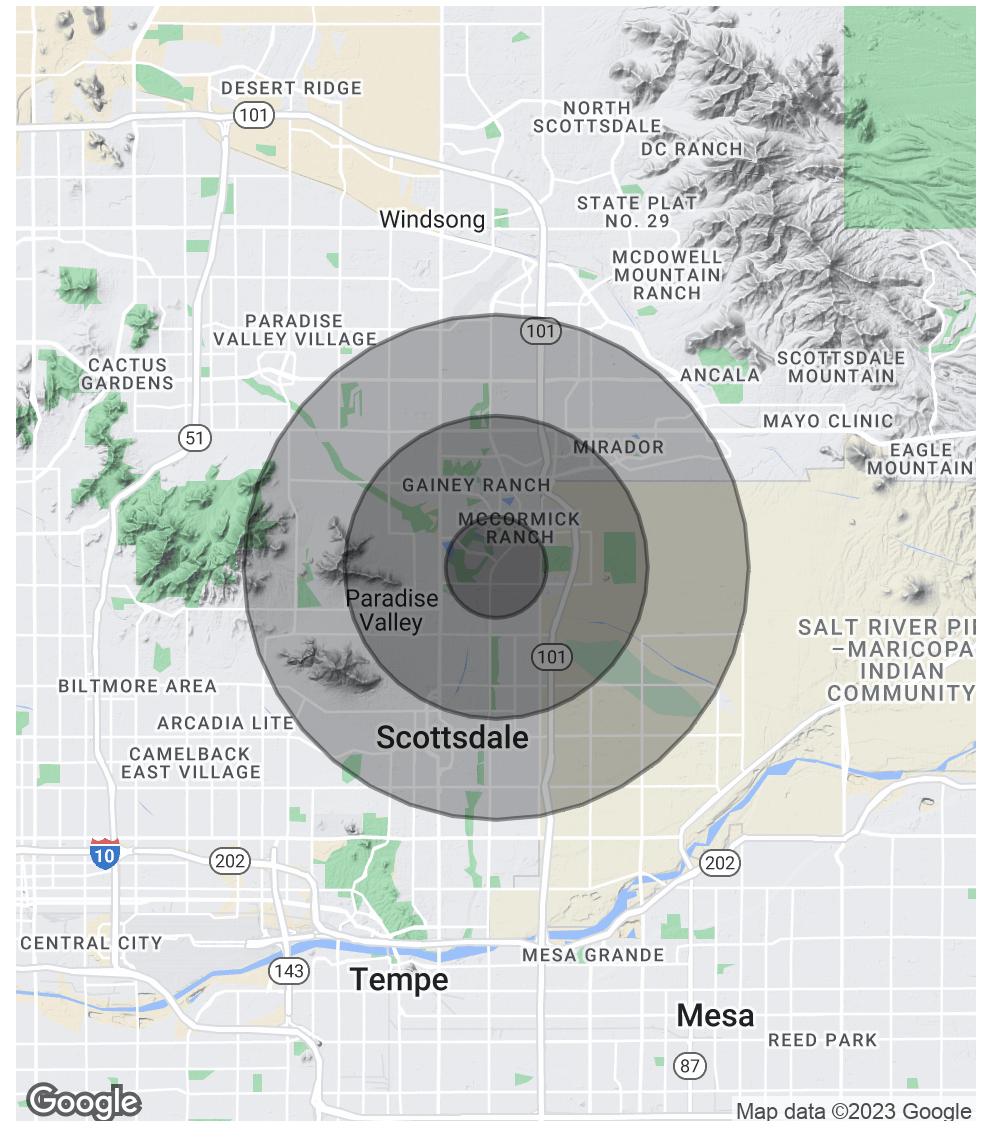 DESERT RIDGE
101
NORTH
SCOTTSDALE
DC RANCH
STATE PLAT
NO. 29
Windsong
MCDOWELL
MOUNTAIN
RANCH
PARADISE
VALLEY VILLAGE
101
CACTUS
GARDENS
SCOTTSDALE
MOUNTAIN
ANCALA
MAYO CLINIC
51
MIRADOR
EAGLE
MOUNTAIN
GAINEY RANCH
MCCORMICK
RANCH
Paradise
Valley
SALT RIVER PI
–MARICOPA
INDIAN
COMMUNITY
101
BILTMORE AREA
ARCADIA LITE
Scottsdale
CAMELBACK
EAST VILLAGE
10
202
202
CENTRAL CITY
MESA GRANDE
143
Tempe
Mesa
REED PARK
87
Google
Map data ©2023 Google